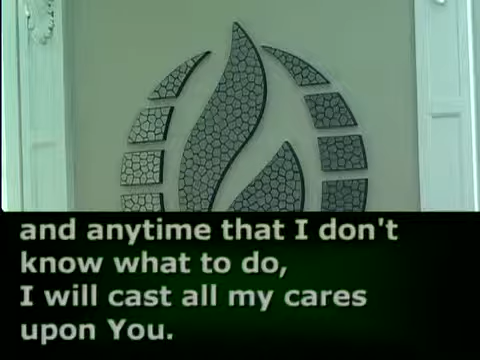 and anytime that I don't
know what to do,
I will cast all my cares
upon You.